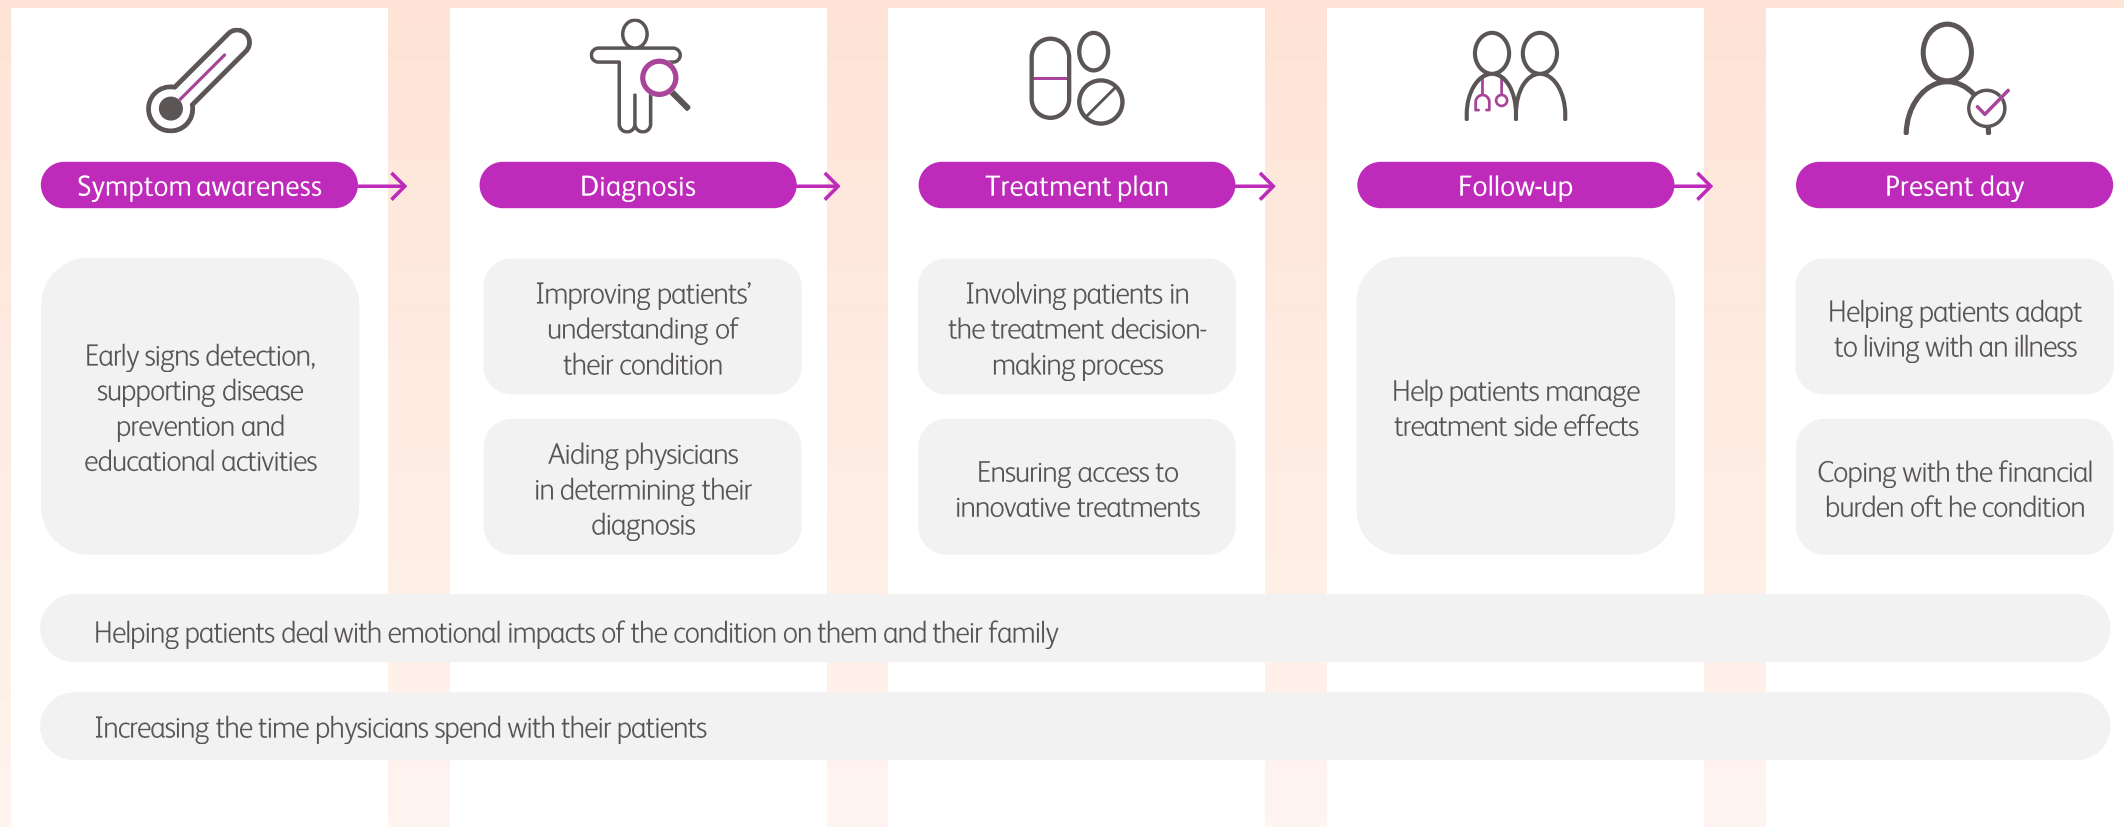 Symptom awareness
Diagnosis
Treatment plan
Follow-up
Present day
Early signs detection,
supporting disease
prevention and
educational activities
Improving patients’
understanding of
their condition
Aiding physicians
in determining their
diagnosis
Involving patients in
the treatment decision-
making process
Ensuring access to
innovative treatments
Help patients manage
treatment side effects
Helping patients adapt
to living with an illness
Coping with the financial
burden oft he condition
Helping patients deal with emotional impacts of the condition on them and their family
Increasing the time physicians spend with their patients